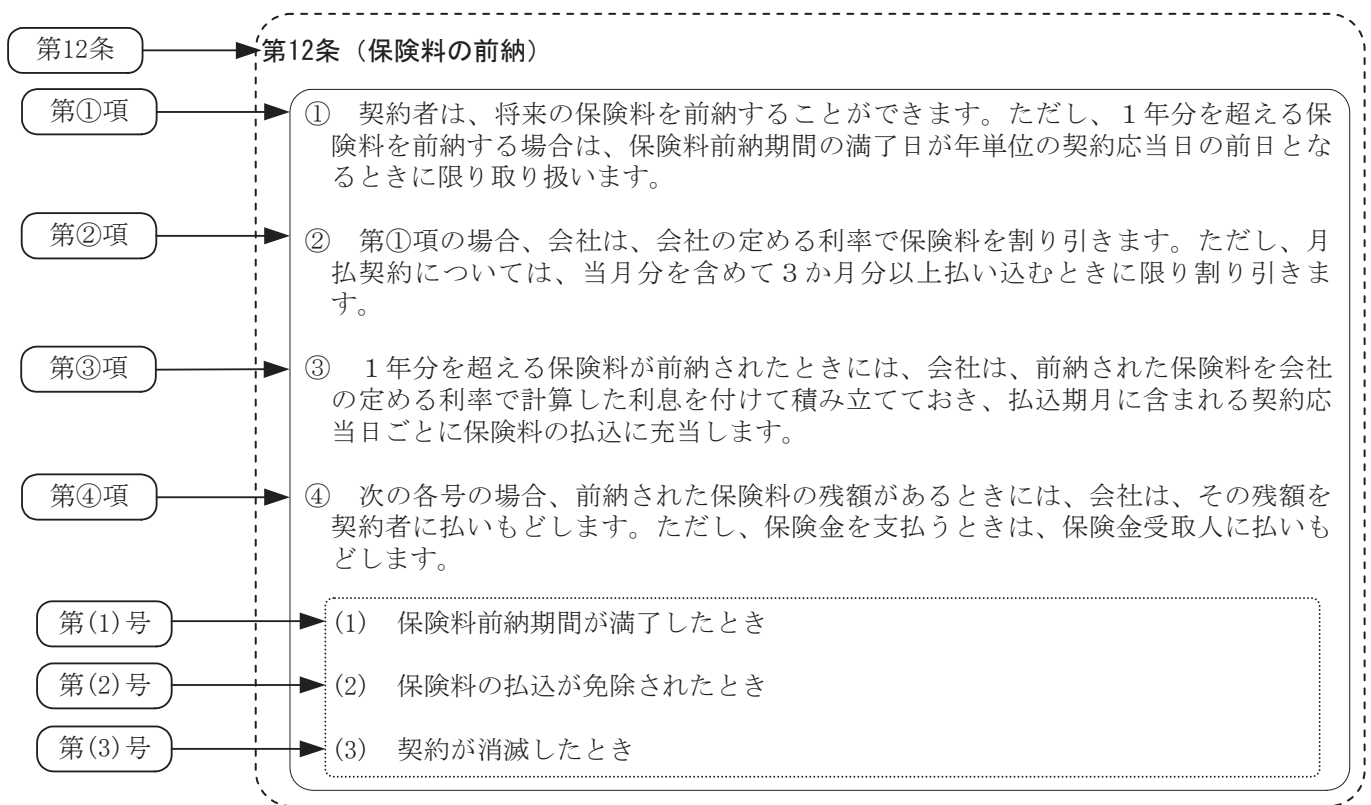 第12条
第12条（保険料の前納）
第①項
①　契約者は、将来の保険料を前納することができます。ただし、１年分を超える保
険料を前納する場合は、保険料前納期間の満了日が年単位の契約応当日の前日とな
るときに限り取り扱います。
第②項
②　第①項の場合、会社は、会社の定める利率で保険料を割り引きます。ただし、月
払契約については、当月分を含めて３か月分以上払い込むときに限り割り引きま
す。
第③項
③　１年分を超える保険料が前納されたときには、会社は、前納された保険料を会社
の定める利率で計算した利息を付けて積み立てておき、払込期月に含まれる契約応
当日ごとに保険料の払込に充当します。
第④項
④　次の各号の場合、前納された保険料の残額があるときには、会社は、その残額を
契約者に払いもどします。ただし、保険金を支払うときは、保険金受取人に払いも
どします。
第(1)号
(1)　保険料前納期間が満了したとき
第(2)号
(2)　保険料の払込が免除されたとき
第(3)号
(3)　契約が消滅したとき